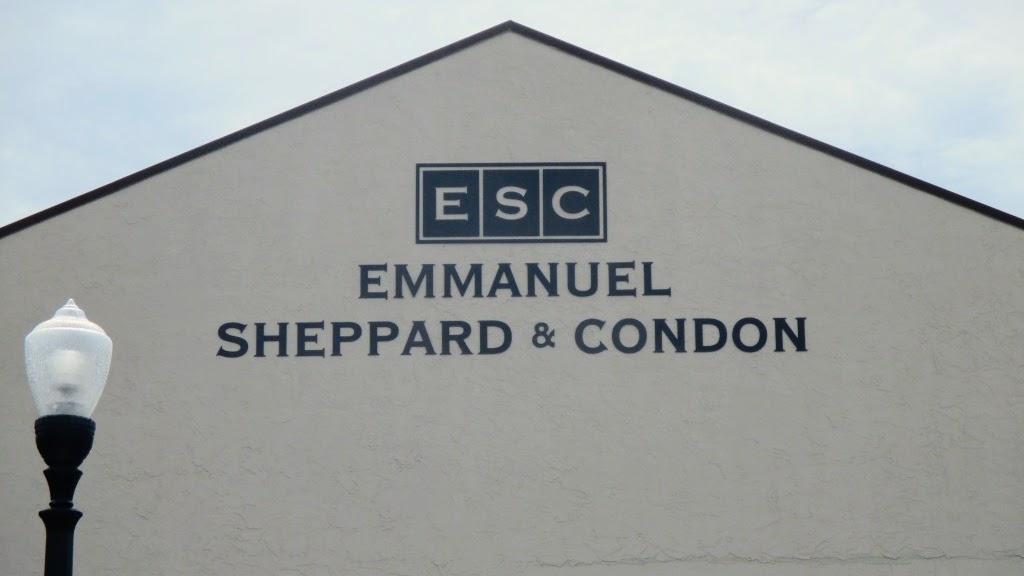 ESC
EMMANUEL
SHEPPARD & CONDON